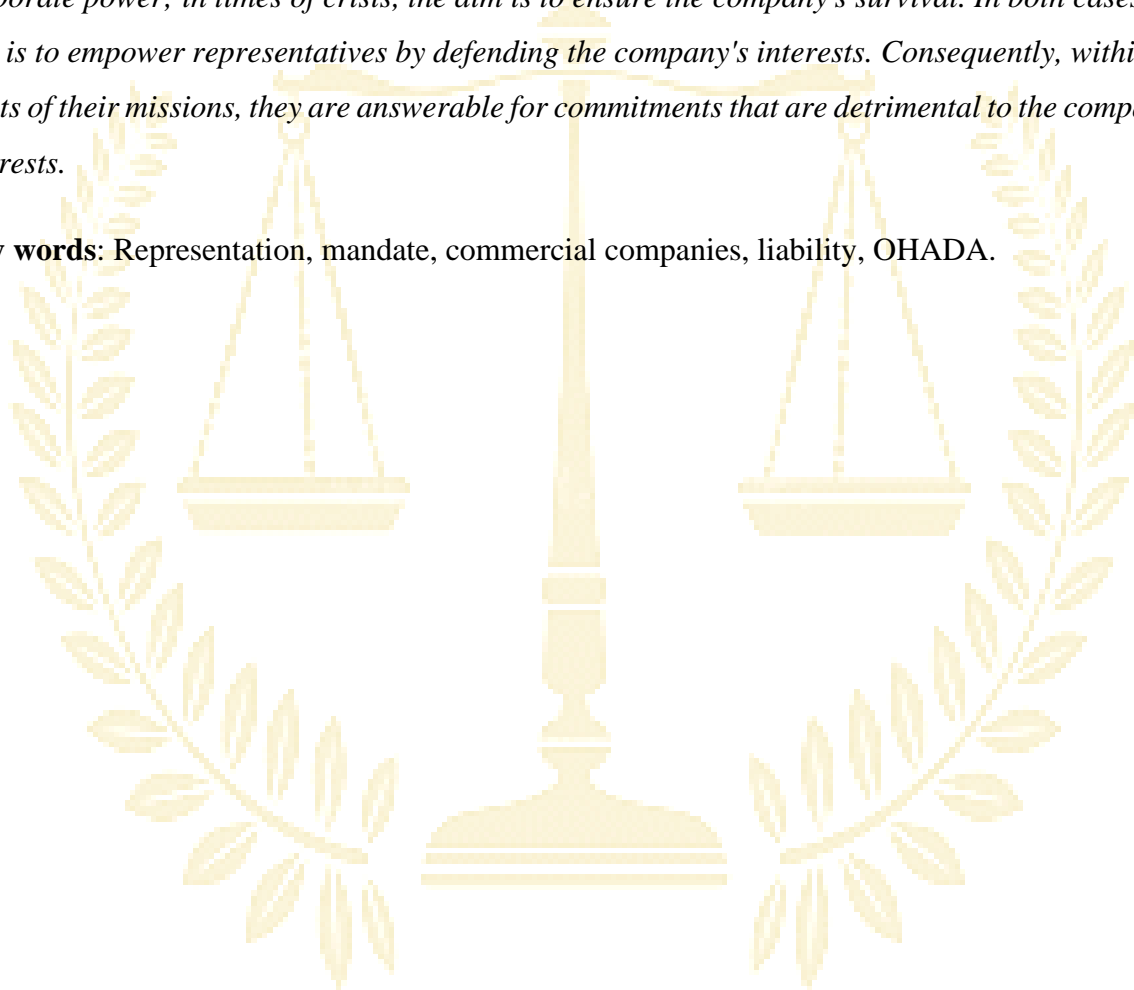 orate power; in times of crisis, the aim is to ensure the company's survival. In both cases
is to empower representatives by defending the company's interests. Consequently, withi
ts of their missions, they are answerable for commitments that are detrimental to the comp
rests.
words: Representation, mandate, commercial companies, liability, OHADA.